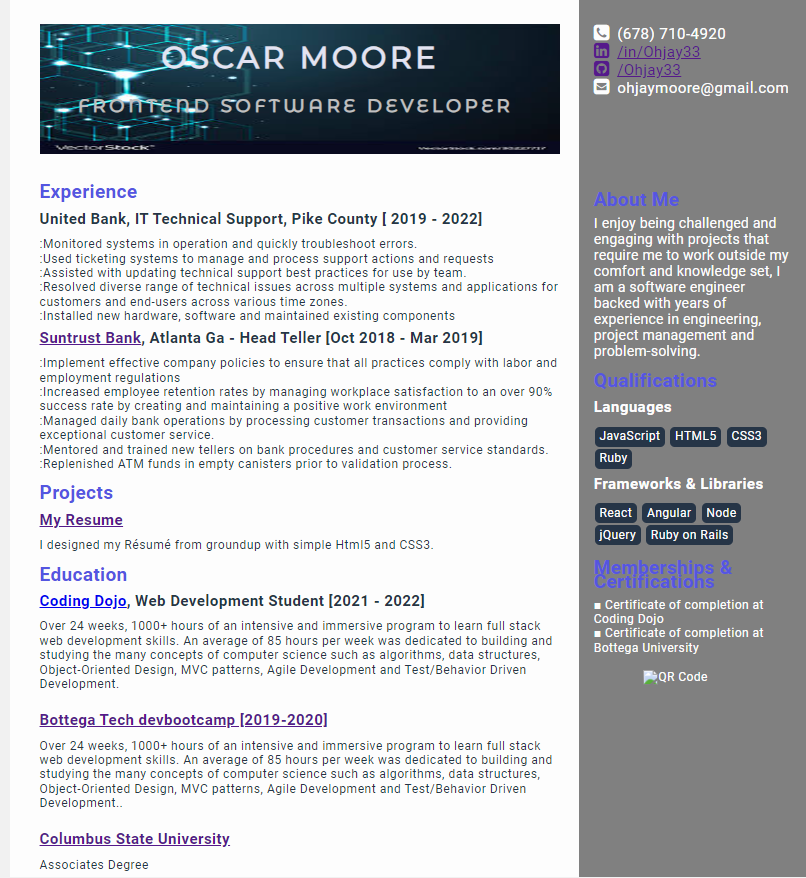 OSCAR MOORE
FRONTEND SOFTWARE DEVELOPER
VectorStock
Experience
United Bank, IT Technical Support, Pike County [ 2019 - 2022]
:Monitored systems in operation and quickly troubleshoot errors.
:Used ticketing systems to manage and process support actions and requests
:Assisted with updating technical support best practices for use by team.
:Resolved diverse range of technical issues across multiple systems and applications for
customers and end-users across various time zones.
:Installed new hardware, software and maintained existing components
Suntrust Bank, Atlanta Ga - Head Teller [Oct 2018 - Mar 2019]
:Implement effective company policies to ensure that all practices comply with labor and
employment regulations
:Increased employee retention rates by managing workplace satisfaction to an over 90%
success rate by creating and maintaining a positive work environment
:Managed daily bank operations by processing customer transactions and providing
exceptional customer service.
:Mentored and trained new tellers on bank procedures and customer service standards.
:Replenished ATM funds in empty canisters prior to validation process.
Projects
My Resume
I designed my Résumé from groundup with simple Html5 and CSS3.
Education
Coding Dojo, Web Development Student [2021 - 2022]
Over 24 weeks, 1000+ hours of an intensive and immersive program to learn full stack
web development skills. An average of 85 hours per week was dedicated to building and
studying the many concepts of computer science such as algorithms, data structures,
Object-Oriented Design, MVC patterns, Agile Development and Test/Behavior Driven
Development.
Bottega Tech devbootcamp [2019-2020]
Over 24 weeks, 1000+ hours of an intensive and immersive program to learn full stack
web development skills. An average of 85 hours per week was dedicated to building and
studying the many concepts of computer science such as algorithms, data structures,
Object-Oriented Design, MVC patterns, Agile Development and Test/Behavior Driven
Development..
Columbus State University
Associates Degree
(678) 710-4920
/in/Ohjay33
/Ohjay33
ohjaymoore@gmail.com
About Me
I enjoy being challenged and
engaging with projects that
require me to work outside my
comfort and knowledge set, I
am a software engineer
backed with years of
experience in engineering,
project management and
problem-solving.
Qualifications
Languages
JavaScript HTML5 CSS3
Ruby
Frameworks & Libraries
React Angular Node
jQuery Ruby on Rails
Memberships &
Certifications
■ Certificate of completion at
Coding Dojo
■ Certificate of completion at
Bottega University
QR Code